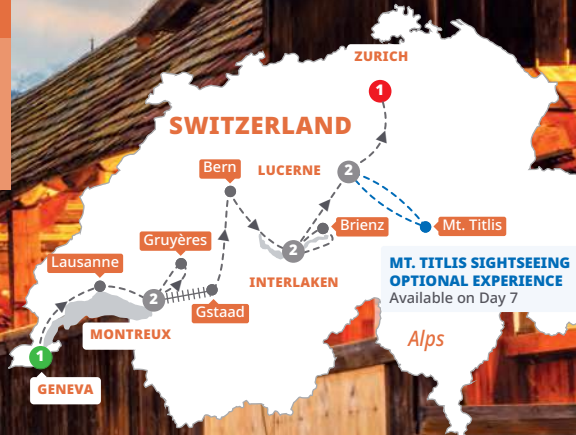 ZURICH
1
SWITZERLAND
Bern
LUCERNE
2
Brienz
Mt. Titlis
Gruyères
Lausanne
2
INTERLAKEN
MT. TITLIS SIGHTSEEING
OPTIONAL EXPERIENCE
Available on Day 7
2
Gstaad
MONTREUX
Alps
1
GENEVA